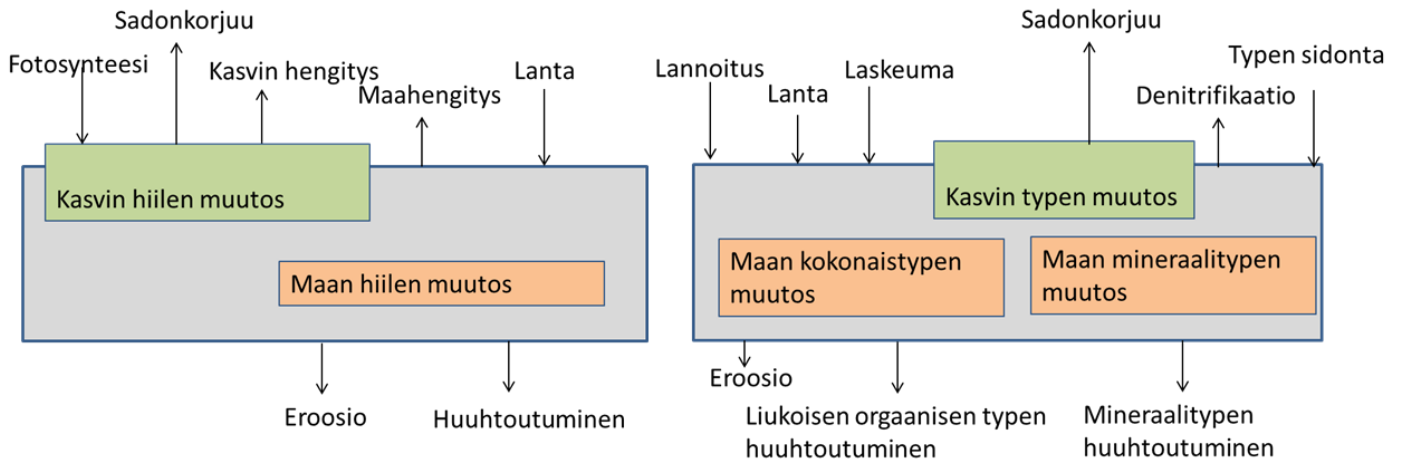 Sadonkorjuu
Fotosynteesi
Kasvin hengitys
Maahengitys
Lanta
Kasvin hiilen muutos
Maan hiilen muutos
Eroosio
Huuhtoutuminen
Sadonkorjuu
Typen sidonta
Lannoitus
Lanta
Laskeuma
Denitrifikaatio
Kasvin typen muutos
Maan kokonaistypen
muutos
Maan mineraalitypen
muutos
Eroosio
Liukoisen orgaanisen typen
huuhtoutuminen
Mineraalitypen
huuhtoutuminen